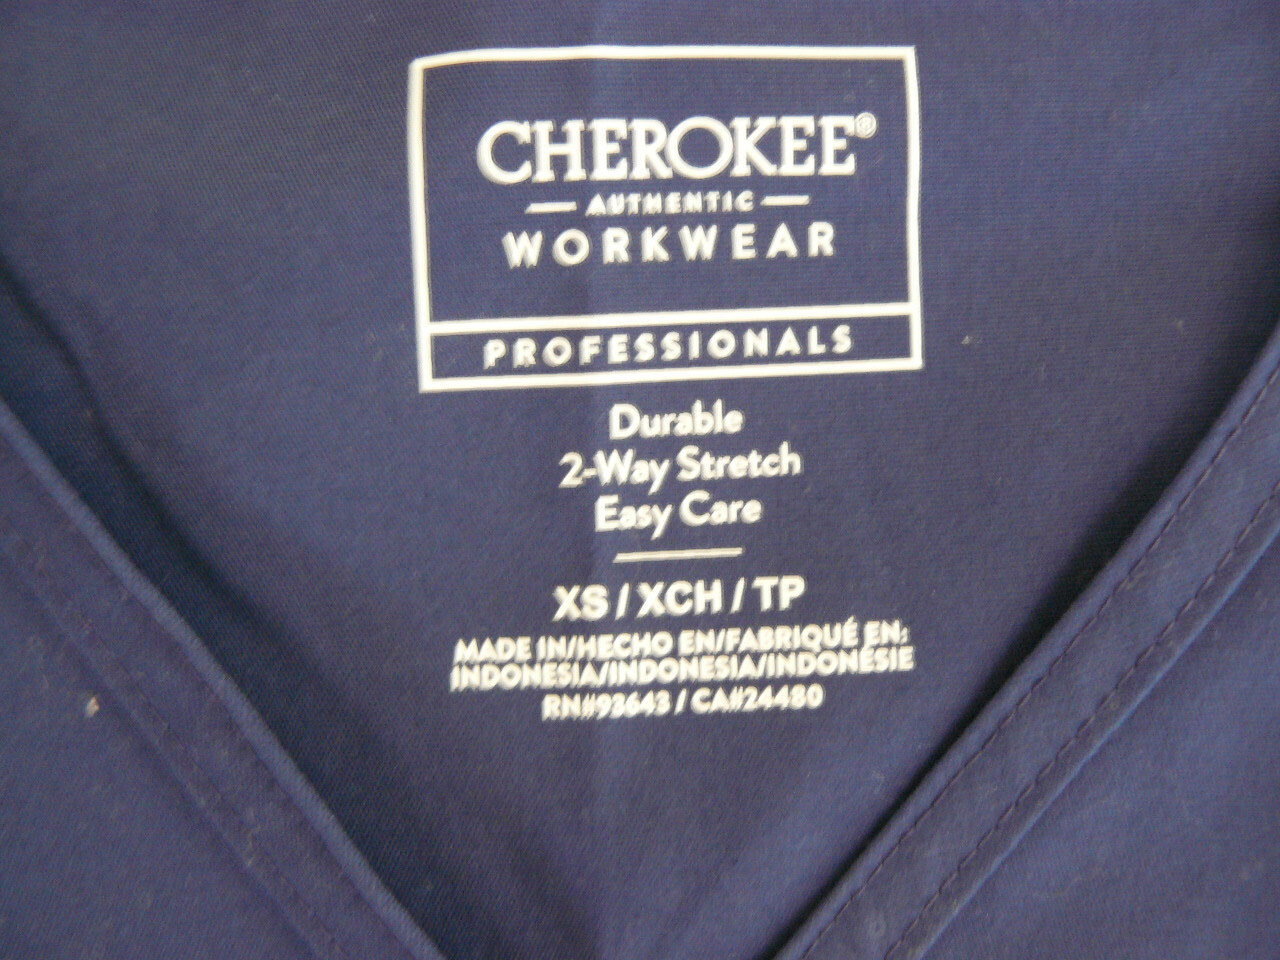 CHEROKEE®
AUTHENTIC
WORKWEAR
PROFESSIONALS
Durable
2-Way Stretch
Easy Care
XS / XCH / TP
MADE IN/HECHO EN/FABRIQUÉ EN:
INDONESIA/INDONESIA/INDONÉSIE
RN#93643 / CA#24480